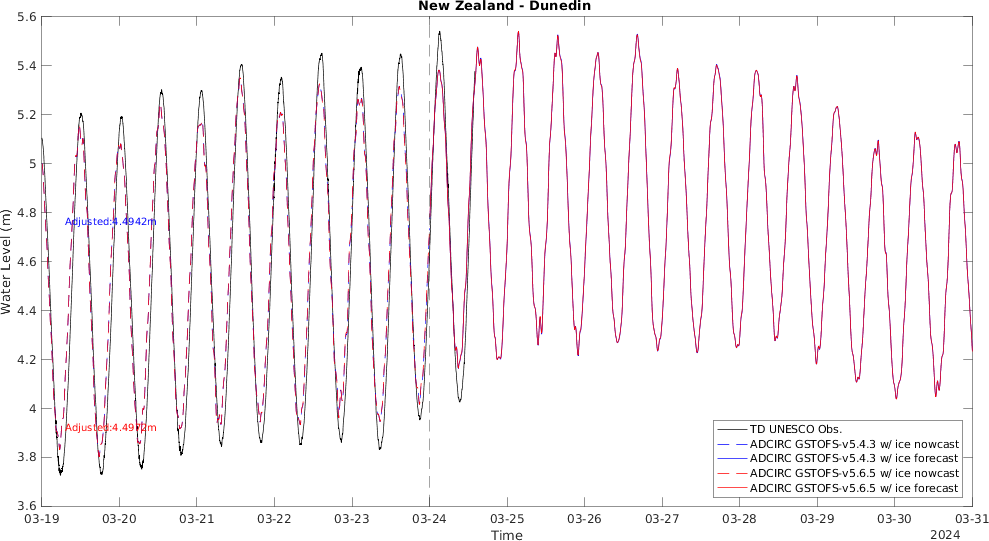 New Zealand - Dunedin
5.6
5.4
5.2
5
4.8
4.6
4.4
4.2
4
3.8
3.6
Water Level (m)
Adjusted:4.4942m
Adjusted:4.4972m
TD UNESCO Obs.
ADCIRC GSTOFS-v5.4.3 w/ ice nowcast
ADCIRC GSTOFS-v5.4.3 w/ ice forecast
ADCIRC GSTOFS-v5.6.5 w/ ice nowcast
ADCIRC GSTOFS-v5.6.5 w/ ice forecast
03-19 03-20 03-21 03-22 03-23 03-24 03-25 03-26 03-27 03-28 03-29 03-30 03-31
Time
2024